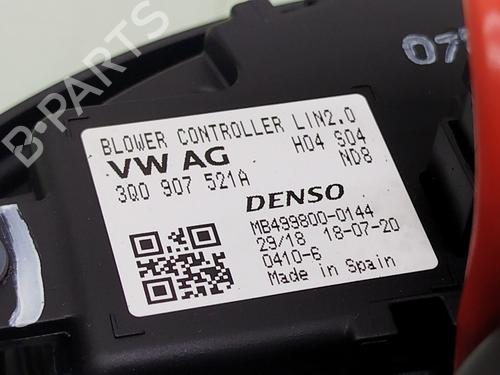 BLOWER CONTROLLER LIN2.0
VW AG H04 S04
3Q0 907 521A ND8
DENSO
MB499800-0144
29/18 18-07-20
0410-6
Made in Spain